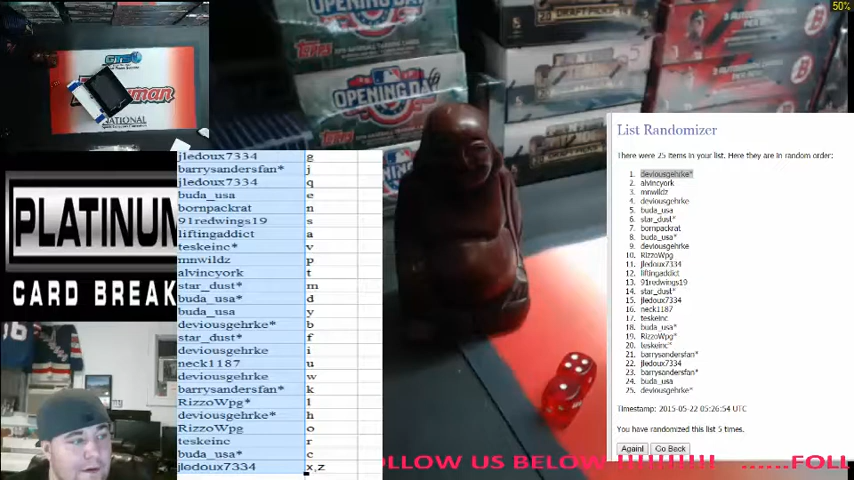 50%
GTS
Bowman
NATIONAL
OPENING DAY
Topps
OPENING DAY
DRAFT PICKS
PLATINUM
CARD BREAK
jledoux7334 g
barrysandersfan* j
jledoux7334 q
buda_usa e
bornpackrat n
91redwings19 s
liftingaddict a
teskeinc* v
mnwildz p
alvincyork t
star_dust* m
buda_usa* d
buda_usa y
deviousgehrke* b
star_dust* f
deviousgehrke i
neck1187 u
deviousgehrke w
barrysandersfan* k
RizzoWpg* l
deviousgehrke* h
RizzoWpg o
teskeinc r
buda_usa* c
jledoux7334 x,z
List Randomizer
There were 25 items in your list. Here they are in random order:
1. deviousgehrke*
2. alvincyork
3. mnwildz
4. deviousgehrke
5. buda_usa
6. star_dust*
7. bornpackrat
8. buda_usa*
9. deviousgehrke
10. RizzoWpg
11. jledoux7334
12. liftingaddict
13. 91redwings19
14. star_dust*
15. jledoux7334
16. neck1187
17. teskeinc
18. buda_usa*
19. RizzoWpg*
20. teskeinc*
21. barrysandersfan*
22. jledoux7334
23. barrysandersfan*
24. buda_usa
25. deviousgehrke*
Timestamp: 2015-05-22 05:26:54 UTC
You have randomized this list 5 times.
Again! Go Back
OLLOW US BELOW !!!!!!!!!!! ....FOLL